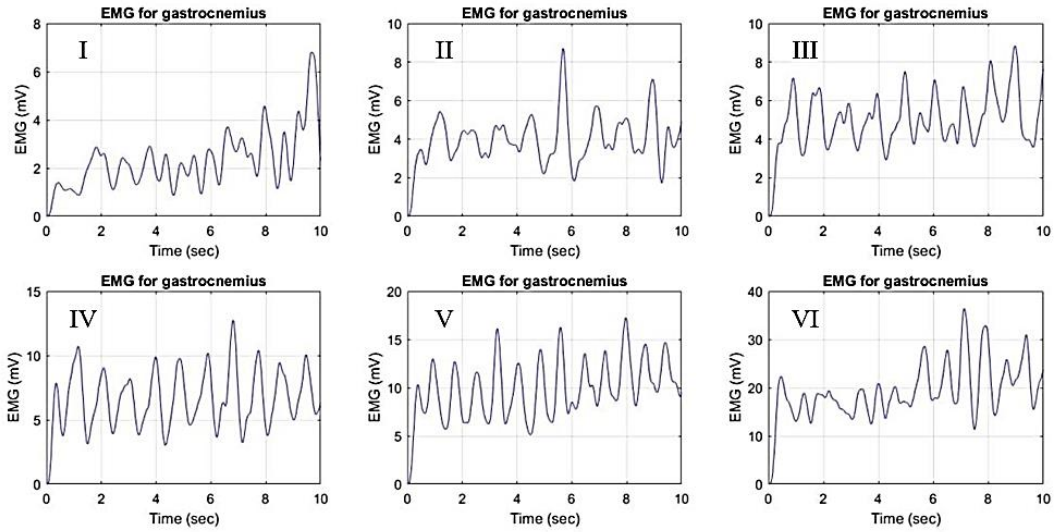 EMG for gastrocnemius
I
8
6
4
2
0
EMG (mV)
0 2 4 6 8 10
Time (sec)
EMG for gastrocnemius
II
10
8
6
4
2
0
EMG (mV)
0 2 4 6 8 10
Time (sec)
EMG for gastrocnemius
III
10
8
6
4
2
0
EMG (mV)
0 2 4 6 8 10
Time (sec)
EMG for gastrocnemius
IV
15
10
5
0
EMG (mV)
0 2 4 6 8 10
Time (sec)
EMG for gastrocnemius
V
20
15
10
5
0
EMG (mV)
0 2 4 6 8 10
Time (sec)
EMG for gastrocnemius
VI
40
30
20
10
0
EMG (mV)
0 2 4 6 8 10
Time (sec)